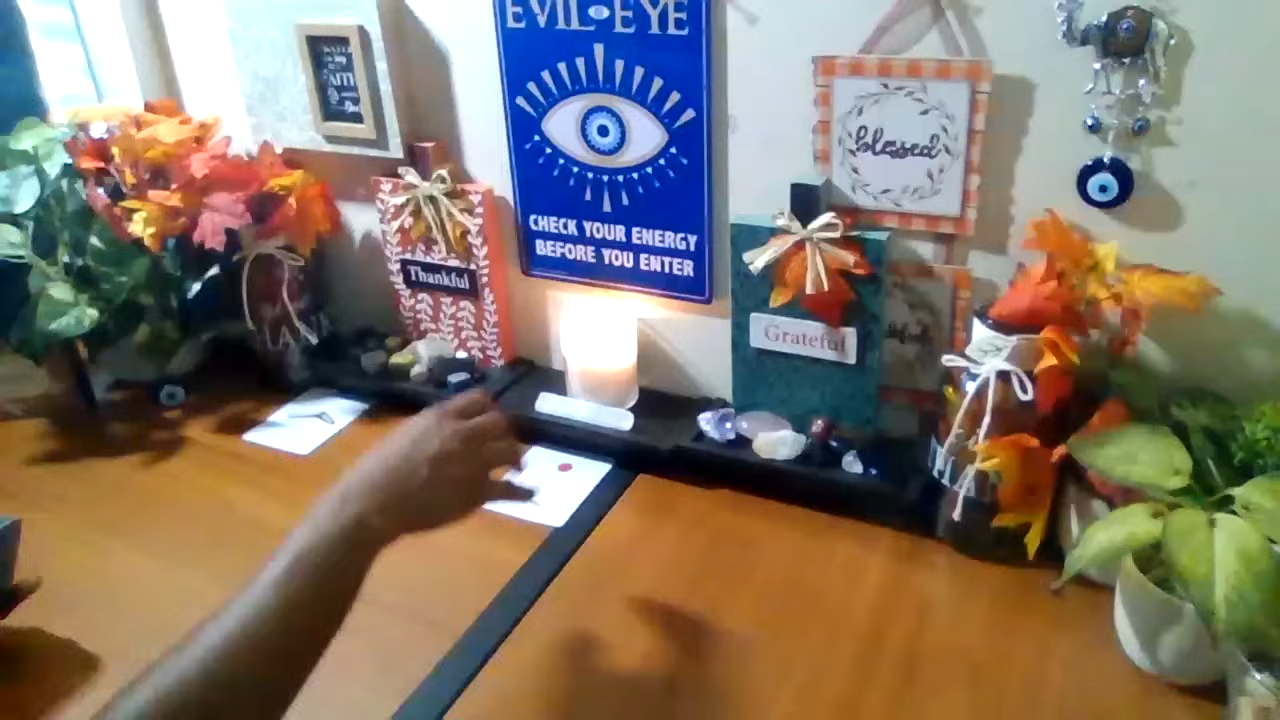 EVIL EYE
CHECK YOUR ENERGY
BEFORE YOU ENTER
blessed
Thankful
Grateful